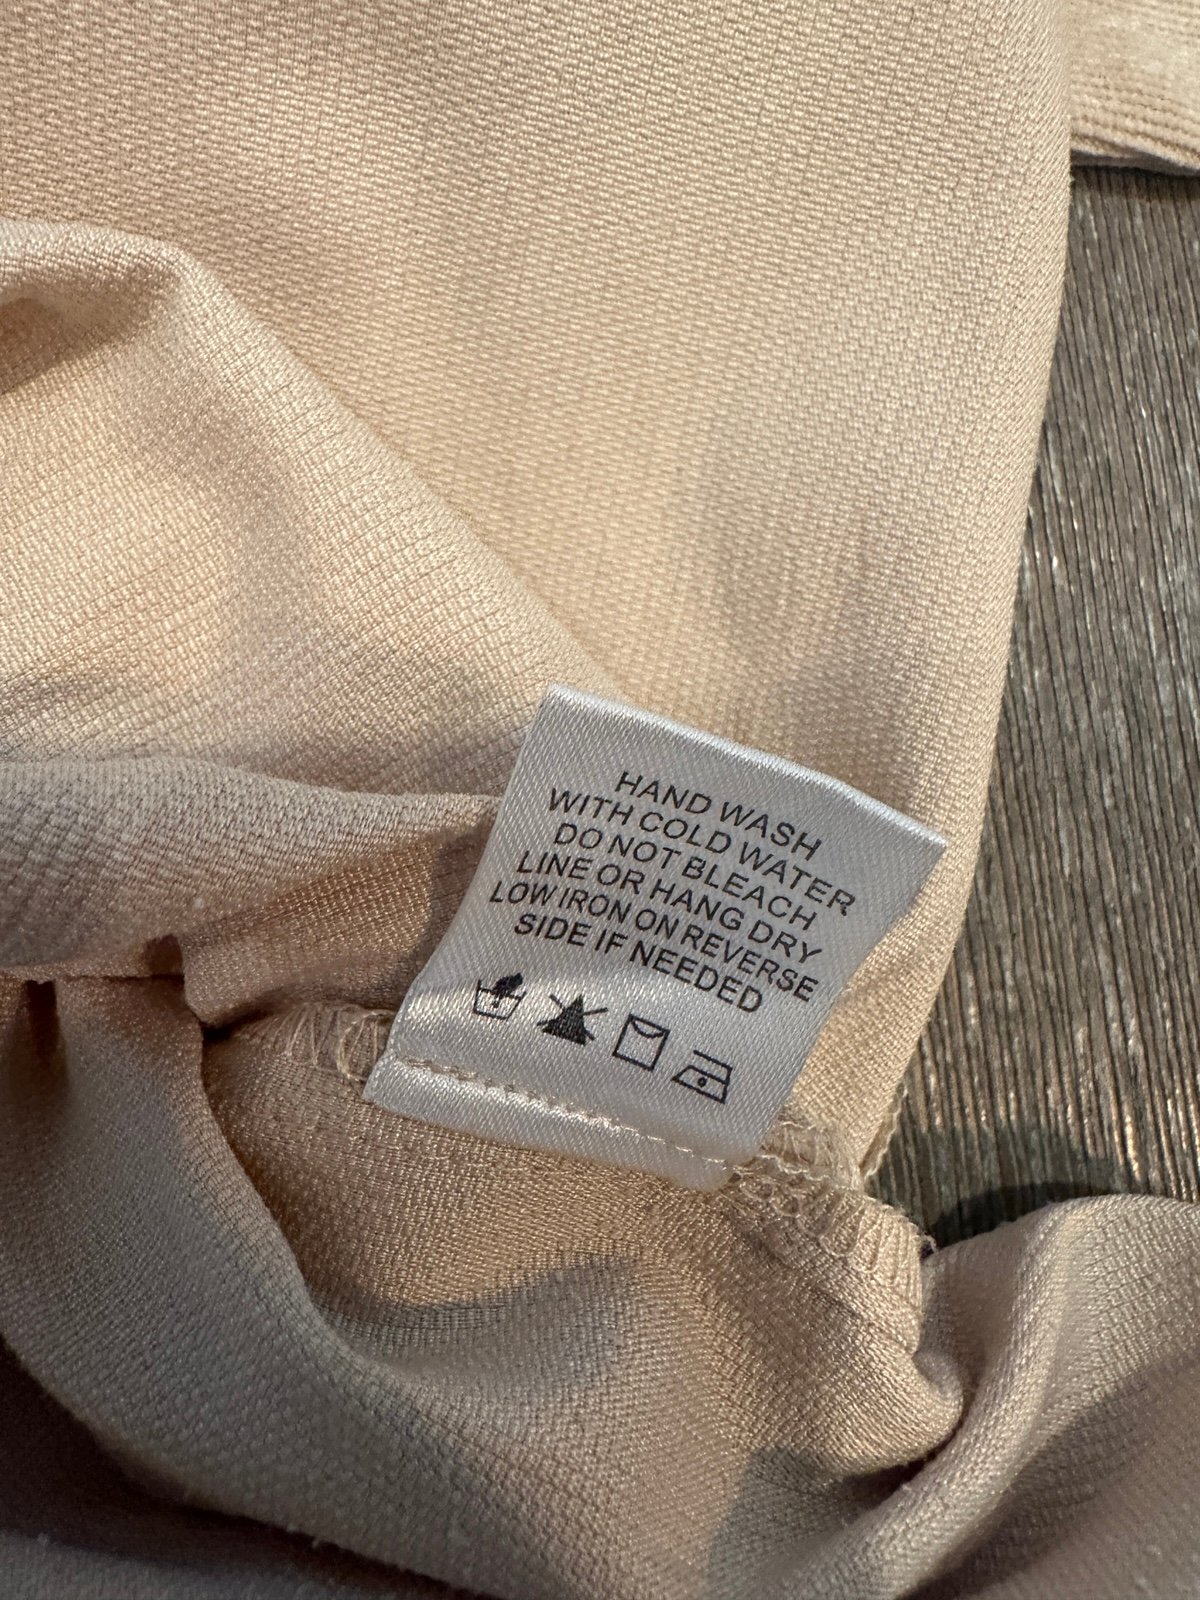 HAND WASH
WITH COLD WATER
DO NOT BLEACH
LINE OR HANG DRY
LOW IRON ON REVERSE
SIDE IF NEEDED